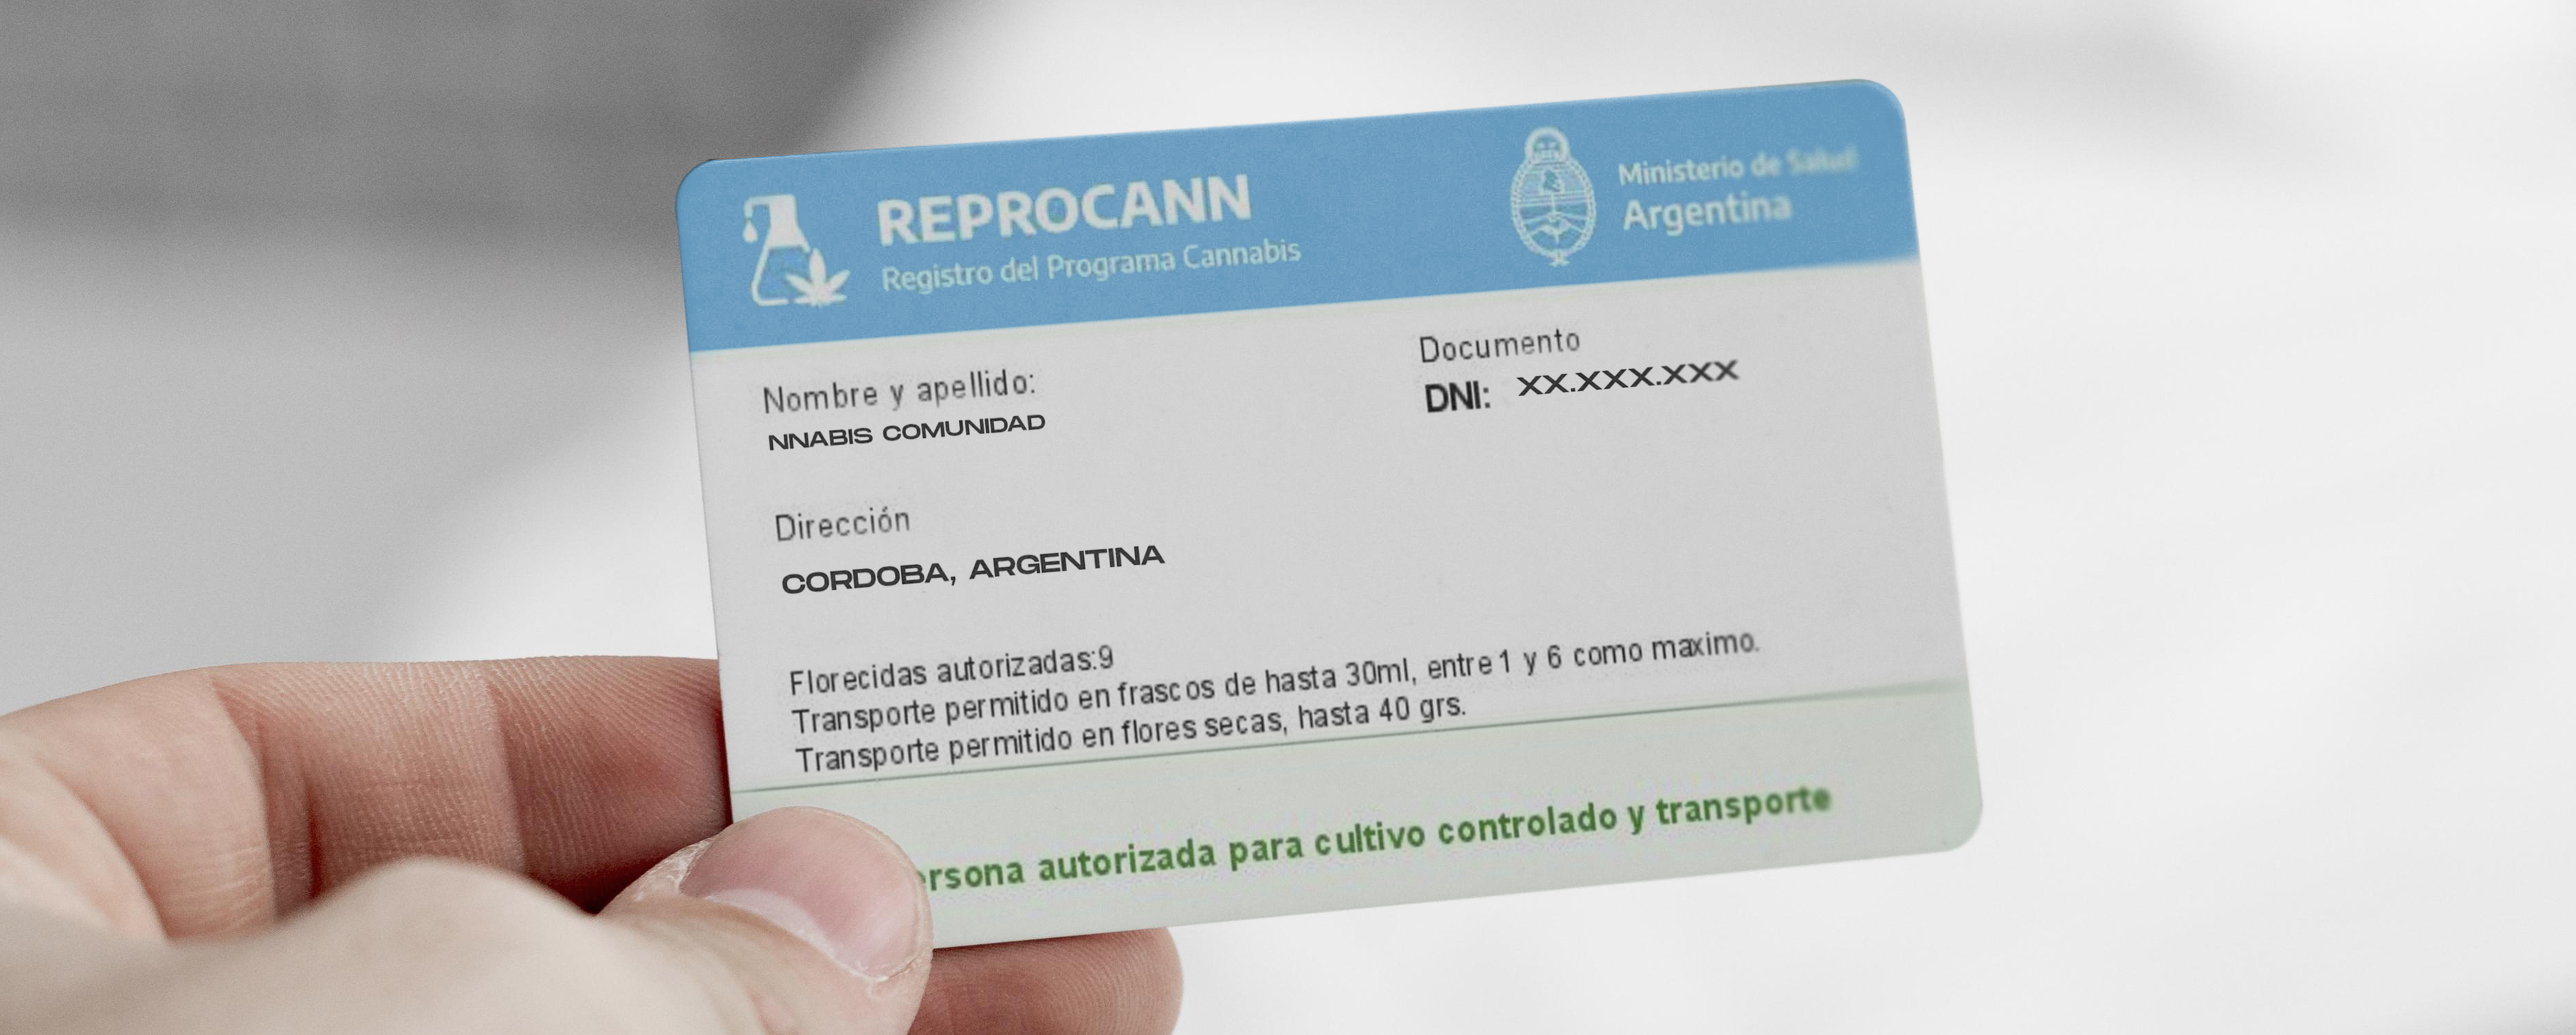 REPROCANN
Registro del Programa Cannabis
Ministerio de Salud
Argentina
Nombre y apellido:
NNABIS COMUNIDAD
Documento
DNI: XX.XXX.XXX
Dirección
CORDOBA, ARGENTINA
Florecidas autorizadas:9
Transporte permitido en frascos de hasta 30ml, entre 1 y 6 como maximo.
Transporte permitido en flores secas, hasta 40 grs.
ersona autorizada para cultivo controlado y transporte